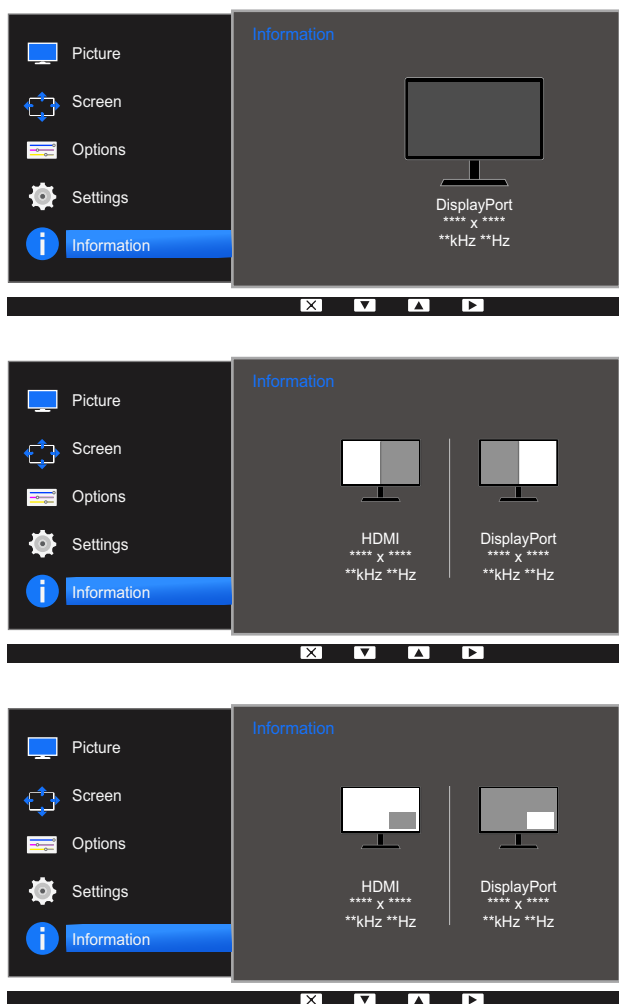 Information
Picture
Screen
Options
Settings
Information
DisplayPort
**** x ****
**kHz **Hz
Information
Picture
Screen
Options
Settings
Information
HDMI
**** x ****
**kHz **Hz
DisplayPort
**** x ****
**kHz **Hz
Information
Picture
Screen
Options
Settings
Information
HDMI
**** x ****
**kHz **Hz
DisplayPort
**** x ****
**kHz **Hz